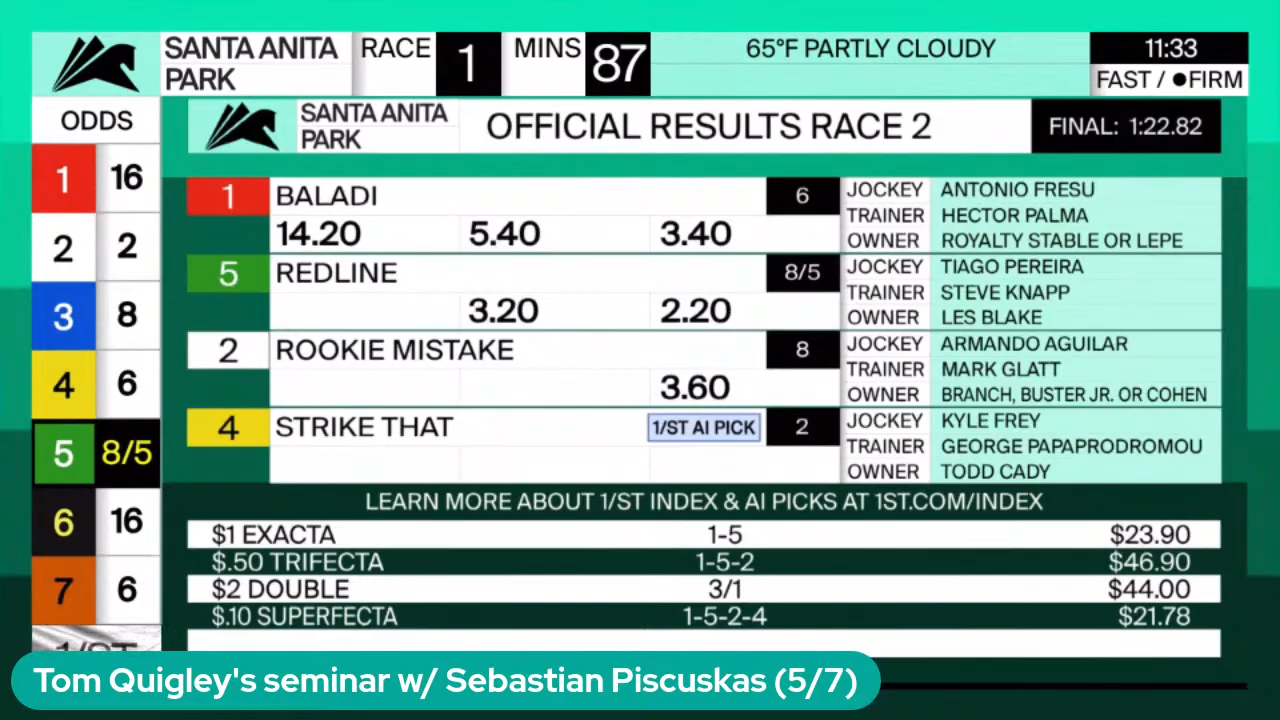 SANTA ANITA PARK RACE 1 MINS 87 65°F PARTLY CLOUDY 11:33
FAST / ●FIRM
ODDS
1 16
2 2
3 8
4 6
5 8/5
6 16
7 6
1/ST
SANTA ANITA PARK OFFICIAL RESULTS RACE 2 FINAL: 1:22.82
1 BALADI 6 JOCKEY ANTONIO FRESU
14.20 5.40 3.40 TRAINER HECTOR PALMA
OWNER ROYALTY STABLE OR LEPE
5 REDLINE 8/5 JOCKEY TIAGO PEREIRA
3.20 2.20 TRAINER STEVE KNAPP
OWNER LES BLAKE
2 ROOKIE MISTAKE 8 JOCKEY ARMANDO AGUILAR
3.60 TRAINER MARK GLATT
OWNER BRANCH, BUSTER JR. OR COHEN
4 STRIKE THAT 1/ST AI PICK 2 JOCKEY KYLE FREY
TRAINER GEORGE PAPAPRODROMOU
OWNER TODD CADY
LEARN MORE ABOUT 1/ST INDEX & AI PICKS AT 1ST.COM/INDEX
$1 EXACTA 1-5 $23.90
$.50 TRIFECTA 1-5-2 $46.90
$2 DOUBLE 3/1 $44.00
$.10 SUPERFECTA 1-5-2-4 $21.78
Tom Quigley's seminar w/ Sebastian Piscuskas (5/7)